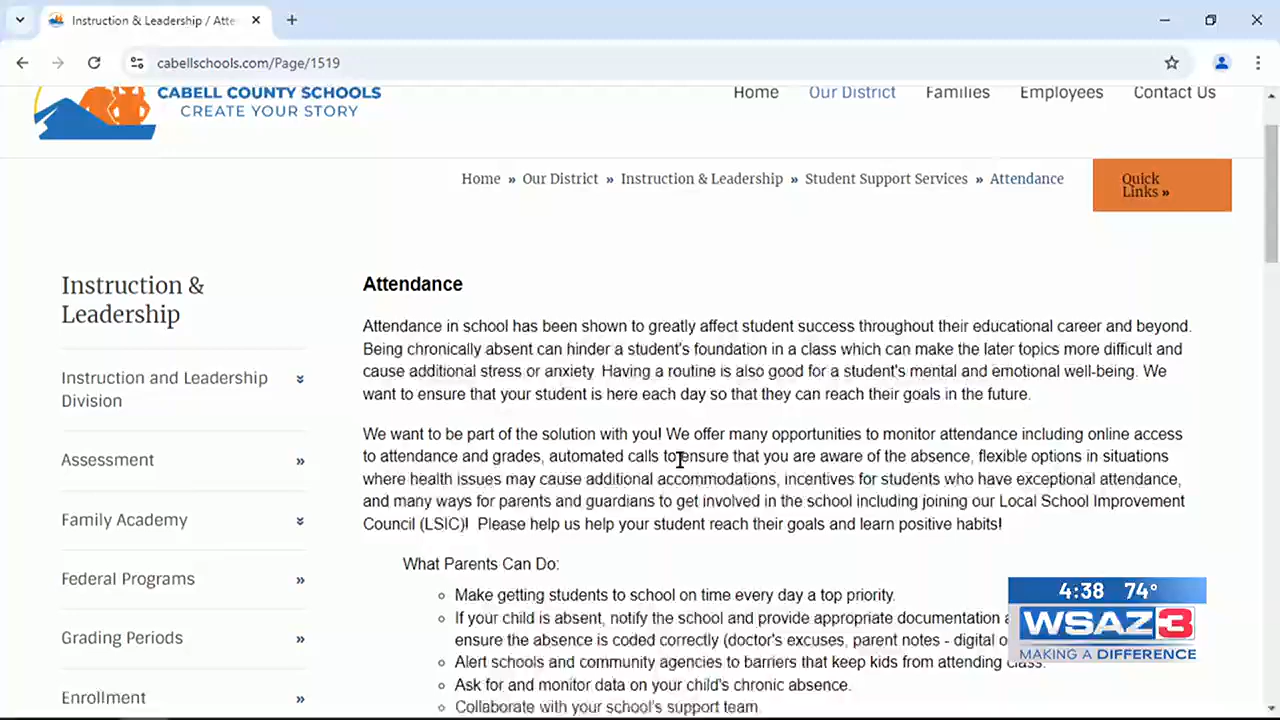 Instruction & Leadership / Atte
cabellschools.com/Page/1519
CABELL COUNTY SCHOOLS
CREATE YOUR STORY
Home Our District Families Employees Contact Us
Home » Our District » Instruction & Leadership » Student Support Services » Attendance
Quick
Links »
Instruction &
Leadership
Instruction and Leadership
Division
Assessment »
Family Academy
Federal Programs »
Grading Periods »
Enrollment »
Attendance
Attendance in school has been shown to greatly affect student success throughout their educational career and beyond.
Being chronically absent can hinder a student's foundation in a class which can make the later topics more difficult and
cause additional stress or anxiety. Having a routine is also good for a student's mental and emotional well-being. We
want to ensure that your student is here each day so that they can reach their goals in the future.
We want to be part of the solution with you! We offer many opportunities to monitor attendance including online access
to attendance and grades, automated calls to ensure that you are aware of the absence, flexible options in situations
where health issues may cause additional accommodations, incentives for students who have exceptional attendance,
and many ways for parents and guardians to get involved in the school including joining our Local School Improvement
Council (LSIC)! Please help us help your student reach their goals and learn positive habits!
What Parents Can Do:
Make getting students to school on time every day a top priority.
If your child is absent, notify the school and provide appropriate documentation
ensure the absence is coded correctly (doctor's excuses, parent notes - digital
Alert schools and community agencies to barriers that keep kids from attending class.
Ask for and monitor data on your child's chronic absence.
Collaborate with your school's support team
4:38 74°
WSAZ 3
MAKING A DIFFERENCE